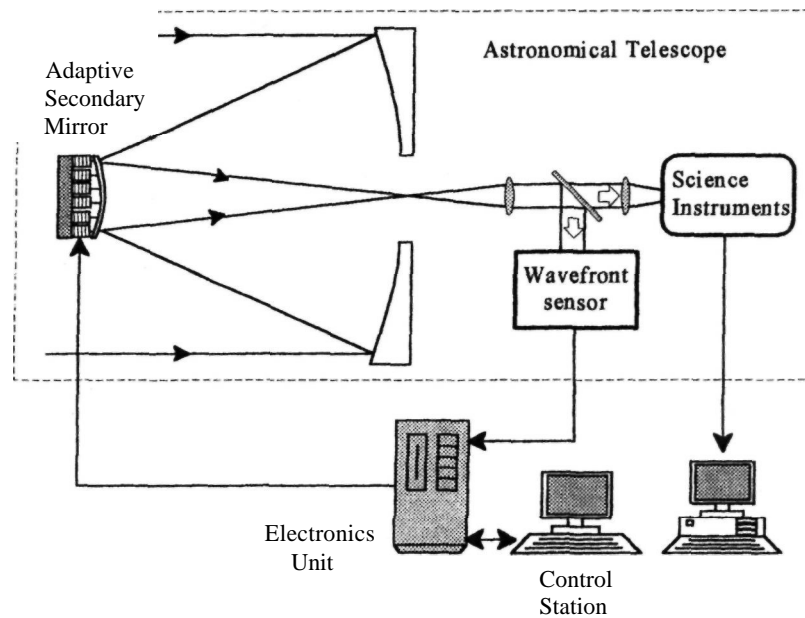 Astronomical Telescope
Adaptive
Secondary
Mirror
Science
Instruments
Wavefront
sensor
Electronics
Unit
Control
Station